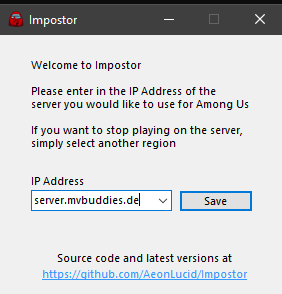 Impostor
Welcome to Impostor
Please enter in the IP Address of the
server you would like to use for Among Us
If you want to stop playing on the server,
simply select another region
IP Address
server.mvbuddies.de
Save
Source code and latest versions at
https://github.com/AeonLucid/Impostor